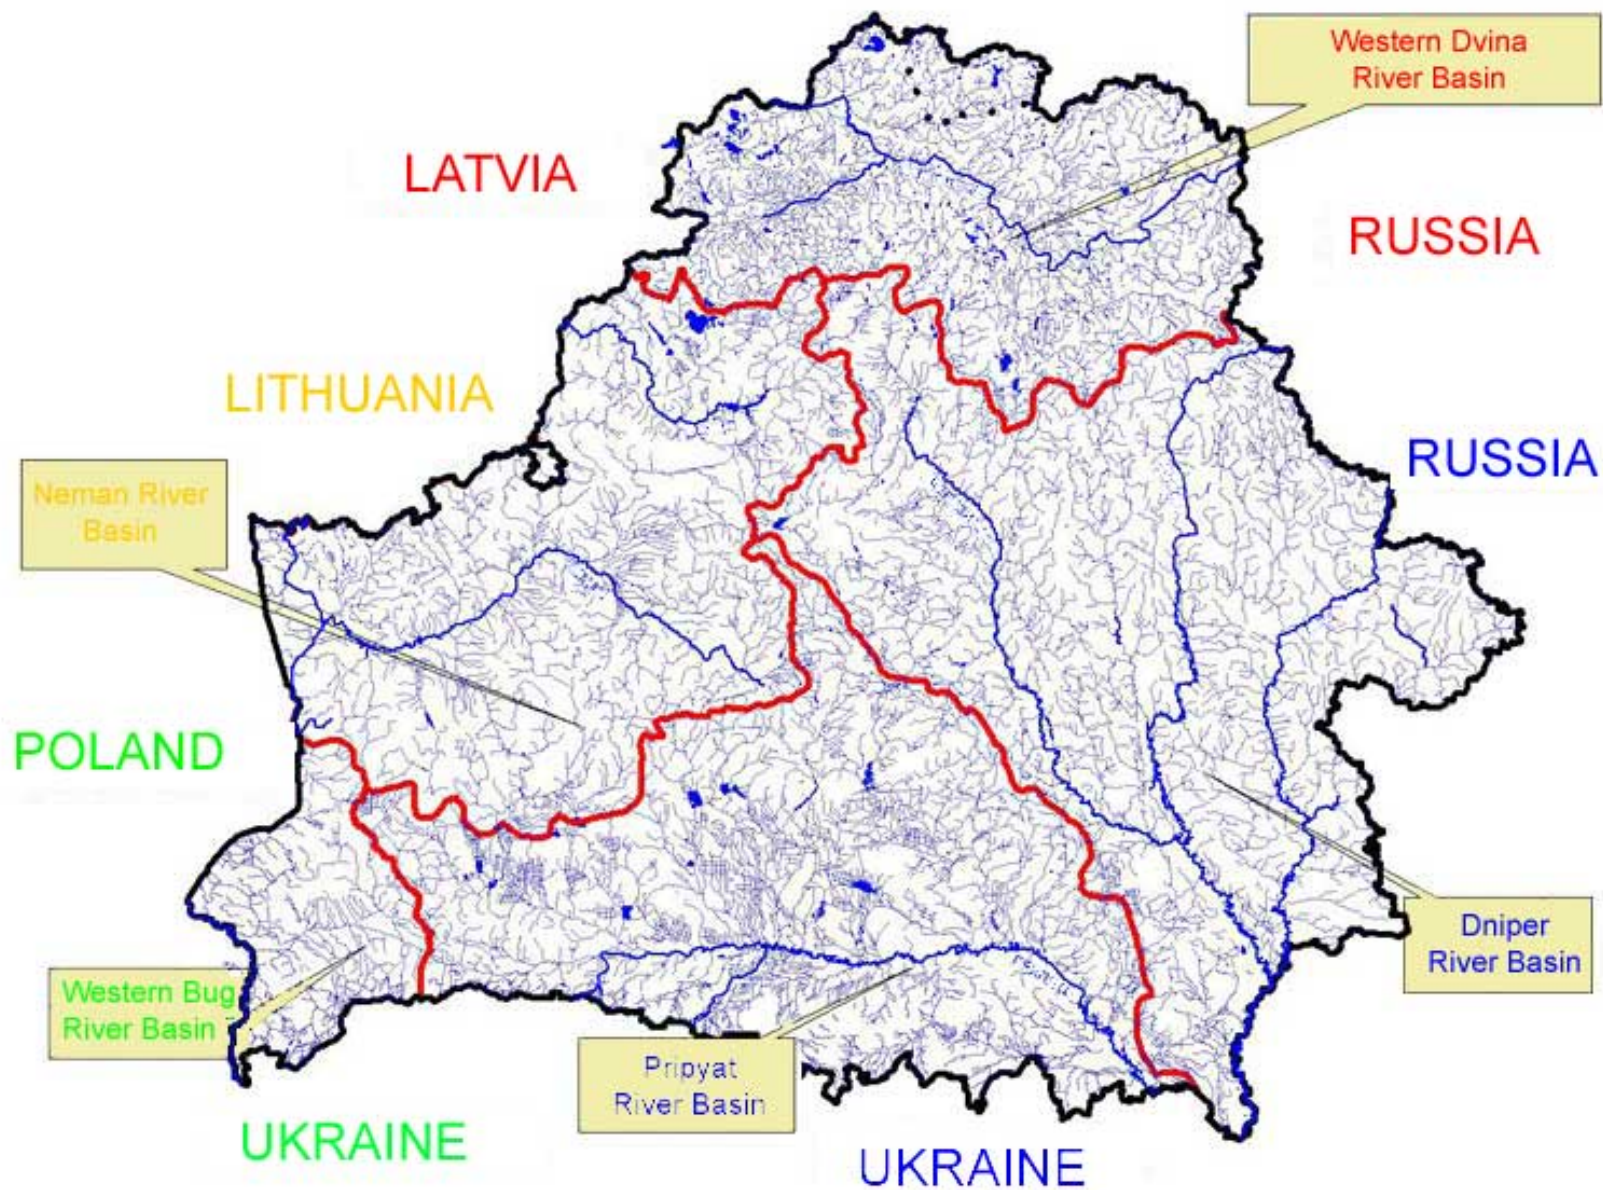 Western Dvina
River Basin
LATVIA
RUSSIA
LITHUANIA
RUSSIA
Neman River
Basin
POLAND
Dniper
River Basin
Western Bug
River Basin
Pripyat
River Basin
UKRAINE
UKRAINE